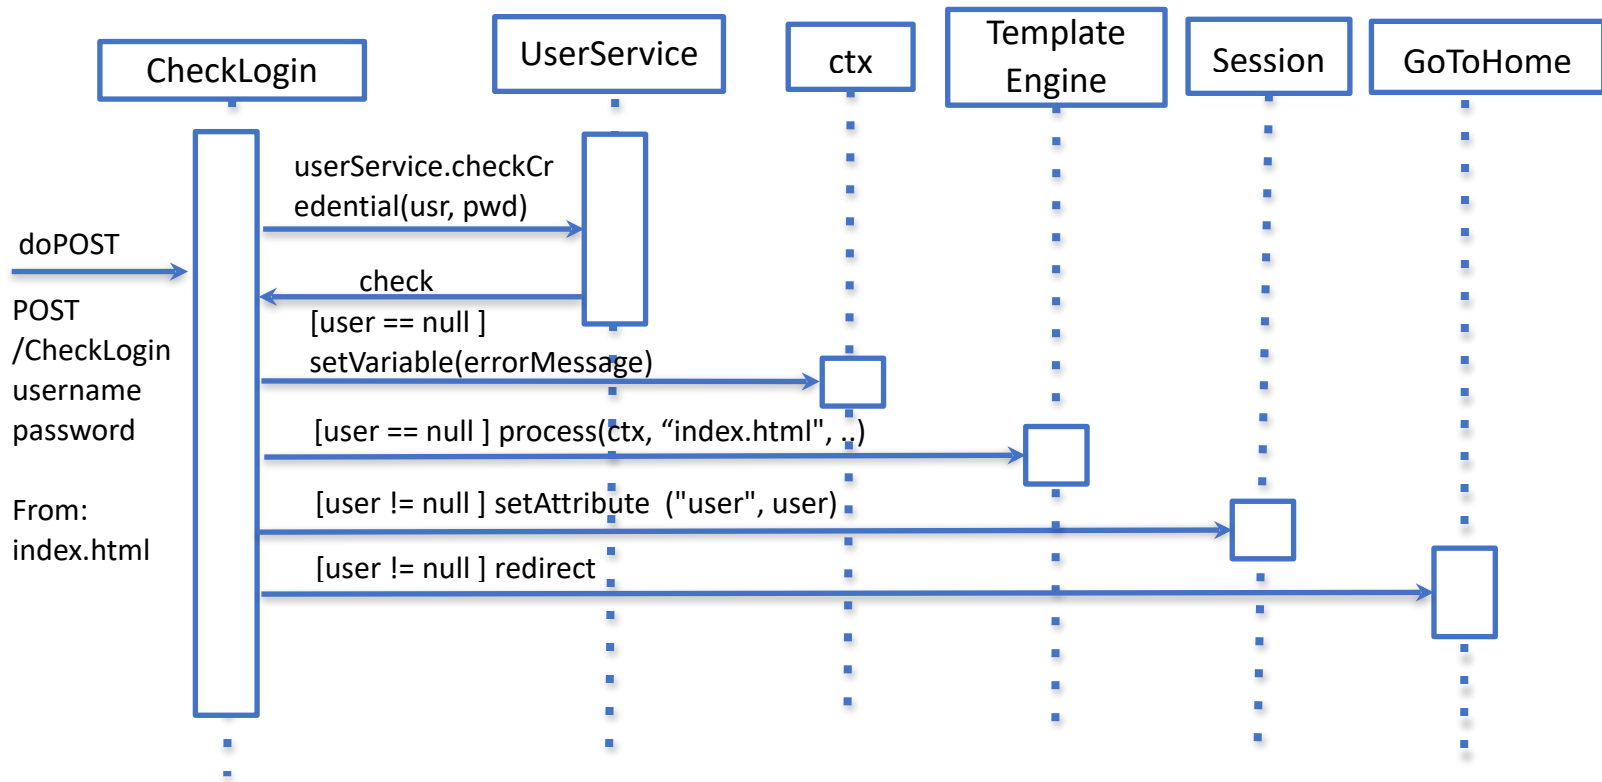 CheckLogin
UserService
ctx
Template
Engine
Session
GoToHome
userService.checkCr
edential(usr, pwd)
doPOST
check
POST
/CheckLogin
username
password
[user == null ]
setVariable(errorMessage)
[user == null ] process(ctx, “index.html", ..)
From:
index.html
[user != null ] setAttribute ("user", user)
[user != null ] redirect